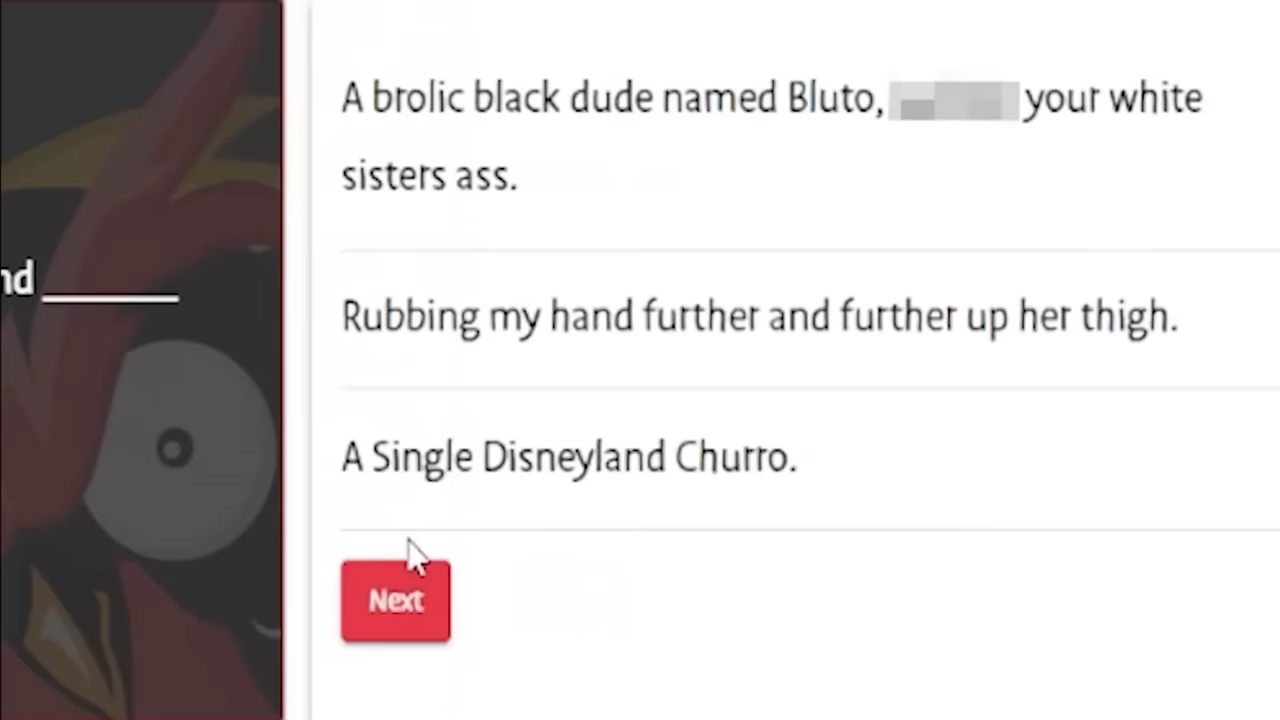 A brolic black dude named Bluto, your white
sisters ass.
nd ______
Rubbing my hand further and further up her thigh.
A Single Disneyland Churro.
Next